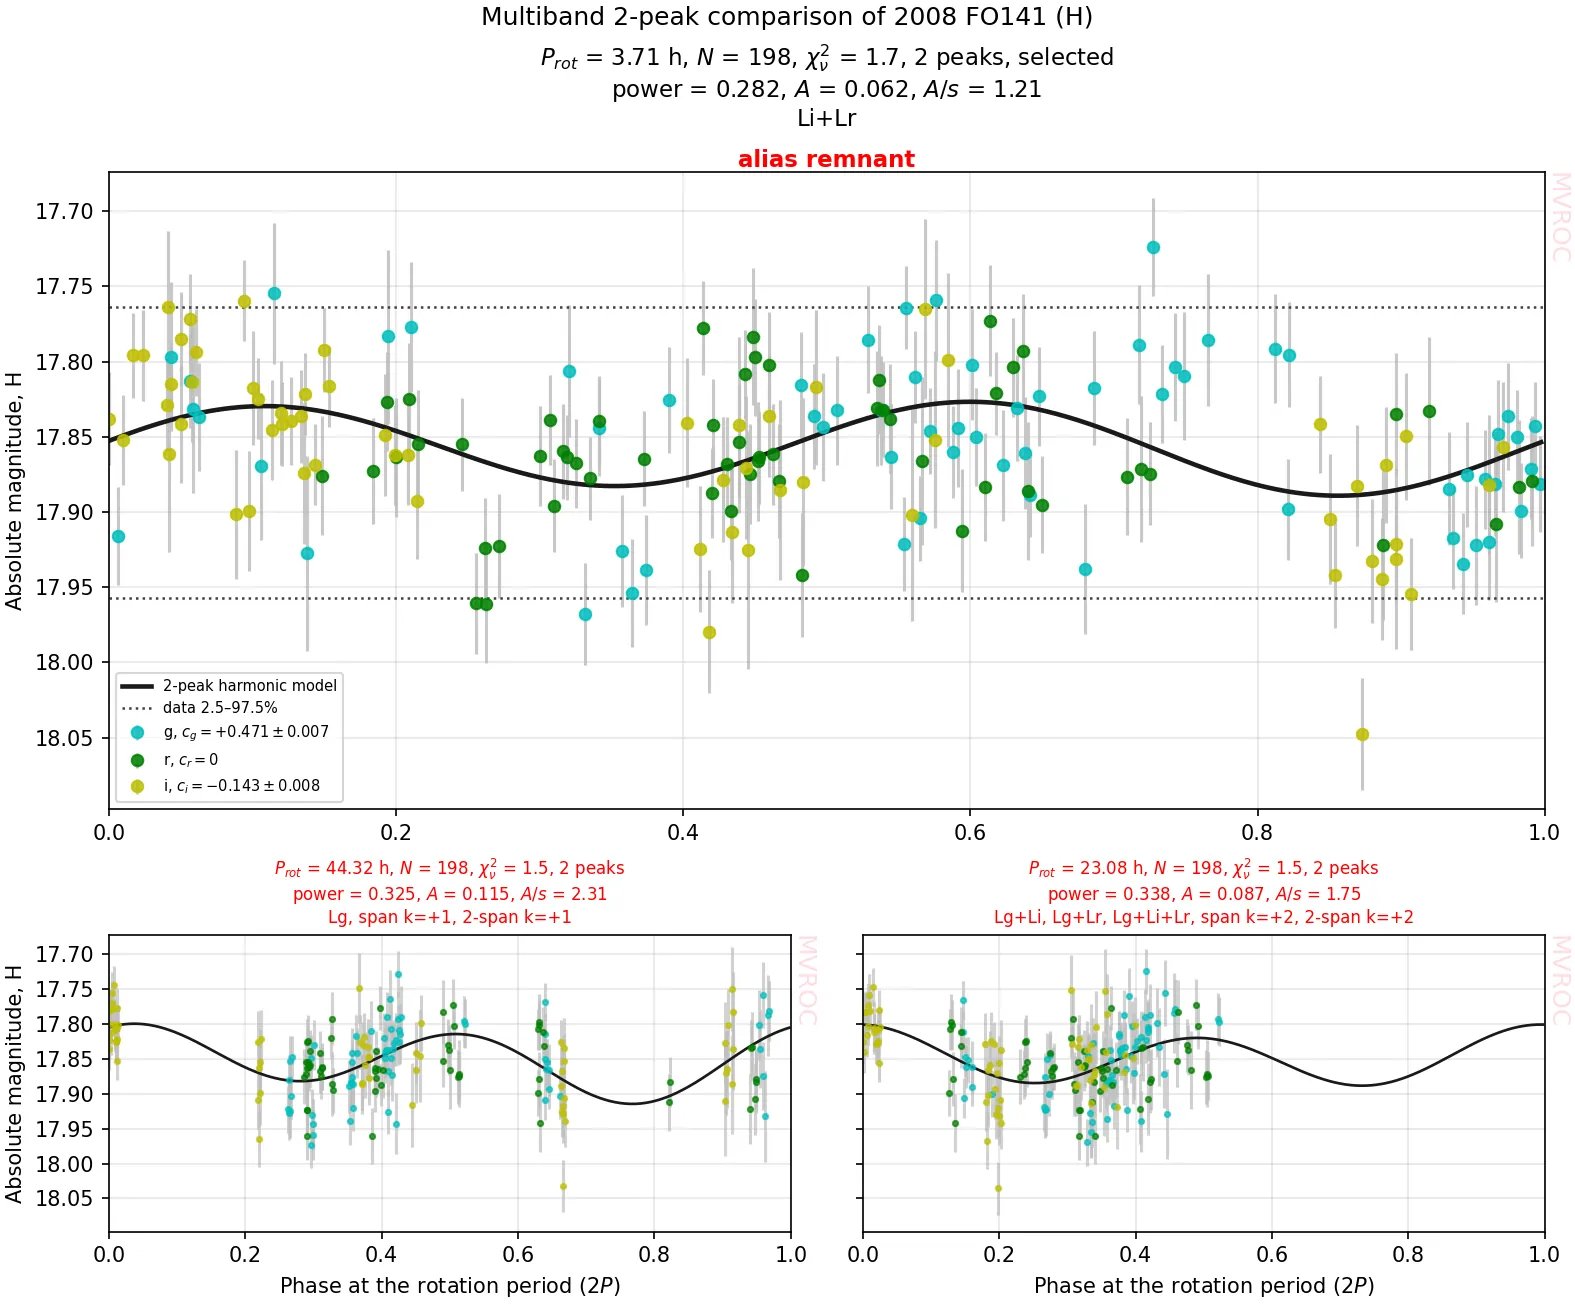 Multiband 2-peak comparison of 2008 FO141 (H)
P_rot = 3.71 h, N = 198, χ²_ν = 1.7, 2 peaks, selected
power = 0.282, A = 0.062, A/s = 1.21
Li+Lr
alias remnant
MVROC
Absolute magnitude, H
17.70
17.75
17.80
17.85
17.90
17.95
18.00
18.05
2-peak harmonic model
data 2.5–97.5%
g, c_g = +0.471 ± 0.007
r, c_r = 0
i, c_i = −0.143 ± 0.008
0.0 0.2 0.4 0.6 0.8 1.0
P_rot = 44.32 h, N = 198, χ²_ν = 1.5, 2 peaks
power = 0.325, A = 0.115, A/s = 2.31
Lg, span k=+1, 2-span k=+1
MVROC
Absolute magnitude, H
17.70
17.75
17.80
17.85
17.90
17.95
18.00
18.05
0.0 0.2 0.4 0.6 0.8 1.0
Phase at the rotation period (2P)
P_rot = 23.08 h, N = 198, χ²_ν = 1.5, 2 peaks
power = 0.338, A = 0.087, A/s = 1.75
Lg+Li, Lg+Lr, Lg+Li+Lr, span k=+2, 2-span k=+2
MVROC
0.0 0.2 0.4 0.6 0.8 1.0
Phase at the rotation period (2P)